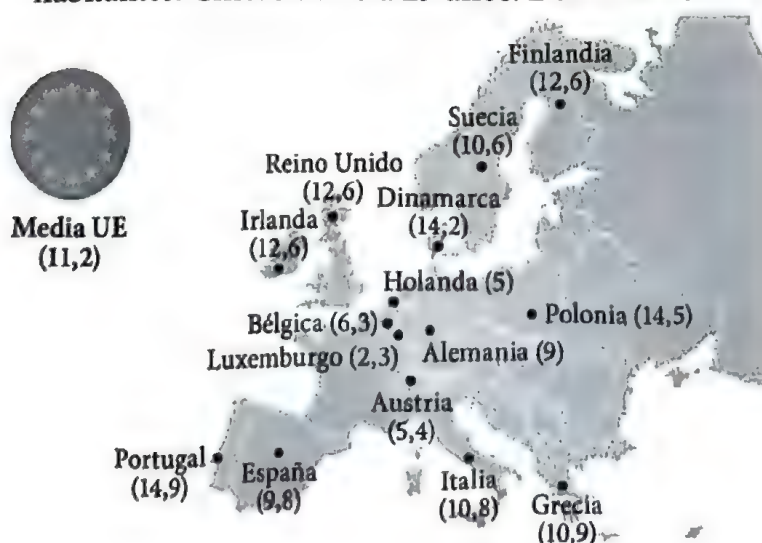 Finlandia
(12,6)
Suecia
(10,6)
Reino Unido
(12,6)
Dinamarca
(14,2)
Irlanda
(12,6)
Media UE
(11,2)
Holanda (5)
Bélgica (6,3)
Polonia (14,5)
Luxemburgo (2,3)
Alemania (9)
Austria
(5,4)
Portugal
(14,9)
España
(9,8)
Italia
(10,8)
Grecia
(10,9)